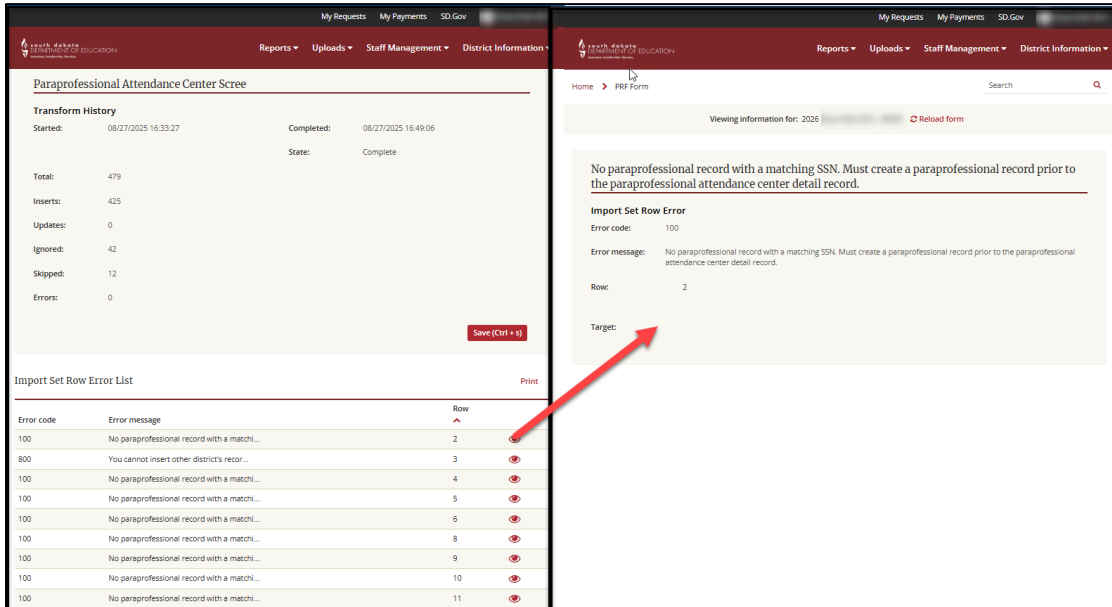 My Requests My Payments SD.Gov
south dakota
DEPARTMENT OF EDUCATION
Learning. Leadership. Service.
Reports Uploads Staff Management District Information
Paraprofessional Attendance Center Scree
Transform History
Started: 08/27/2025 16:33:27 Completed: 08/27/2025 16:49:06
State: Complete
Total: 479
Inserts: 425
Updates: 0
Ignored: 42
Skipped: 12
Errors: 0
Save (Ctrl + s)
Import Set Row Error List Print
Error code Error message Row
100 No paraprofessional record with a matchi... 2
800 You cannot insert other district's recor... 3
100 No paraprofessional record with a matchi... 4
100 No paraprofessional record with a matchi... 5
100 No paraprofessional record with a matchi... 6
100 No paraprofessional record with a matchi... 8
100 No paraprofessional record with a matchi... 9
100 No paraprofessional record with a matchi... 10
100 No paraprofessional record with a matchi... 11
My Requests My Payments SD.Gov
south dakota
DEPARTMENT OF EDUCATION
Learning. Leadership. Service.
Reports Uploads Staff Management District Information
Home > PRF Form Search
Viewing information for: 2026 Reload form
No paraprofessional record with a matching SSN. Must create a paraprofessional record prior to
the paraprofessional attendance center detail record.
Import Set Row Error
Error code: 100
Error message: No paraprofessional record with a matching SSN. Must create a paraprofessional record prior to the paraprofessional
attendance center detail record.
Row: 2
Target: